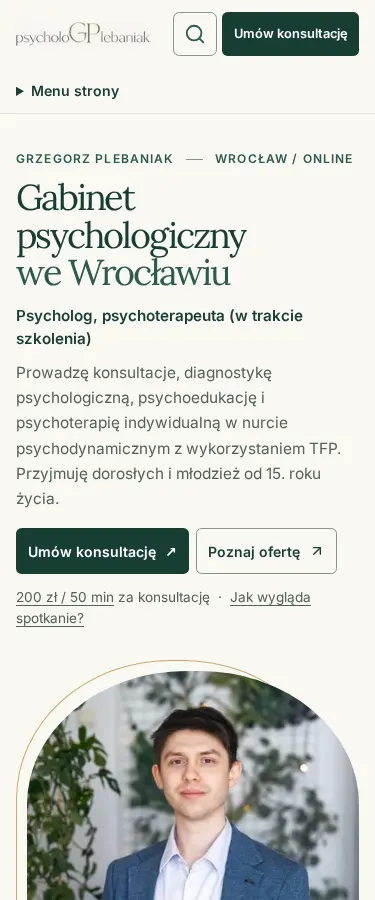 psycholoGPlebaniak
Umów konsultację
Menu strony
GRZEGORZ PLEBANIAK — WROCŁAW / ONLINE
Gabinet
psychologiczny
we Wrocławiu
Psycholog, psychoterapeuta (w trakcie
szkolenia)
Prowadzę konsultacje, diagnostykę
psychologiczną, psychoedukację i
psychoterapię indywidualną w nurcie
psychodynamicznym z wykorzystaniem TFP.
Przyjmuję dorosłych i młodzież od 15. roku
życia.
Umów konsultację ↗
Poznaj ofertę ↗
200 zł / 50 min za konsultację · Jak wygląda
spotkanie?